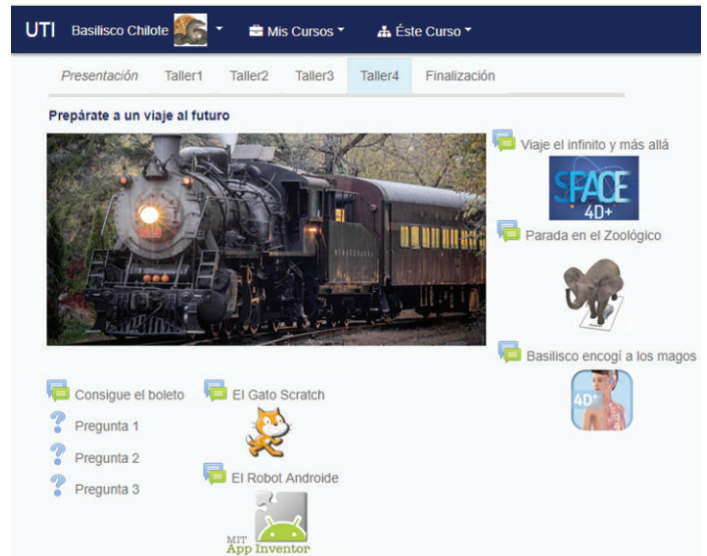 UTI Basilisco Chilote Mis Cursos Éste Curso
Presentación Taller1 Taller2 Taller3 Taller4 Finalización
Prepárate a un viaje al futuro
Viaje el infinito y más allá
SPACE
4D+
Parada en el Zoológico
Basilisco encogí a los magos
4D+
Consigue el boleto
Pregunta 1
Pregunta 2
Pregunta 3
El Gato Scratch
El Robot Androide
MIT
App Inventor